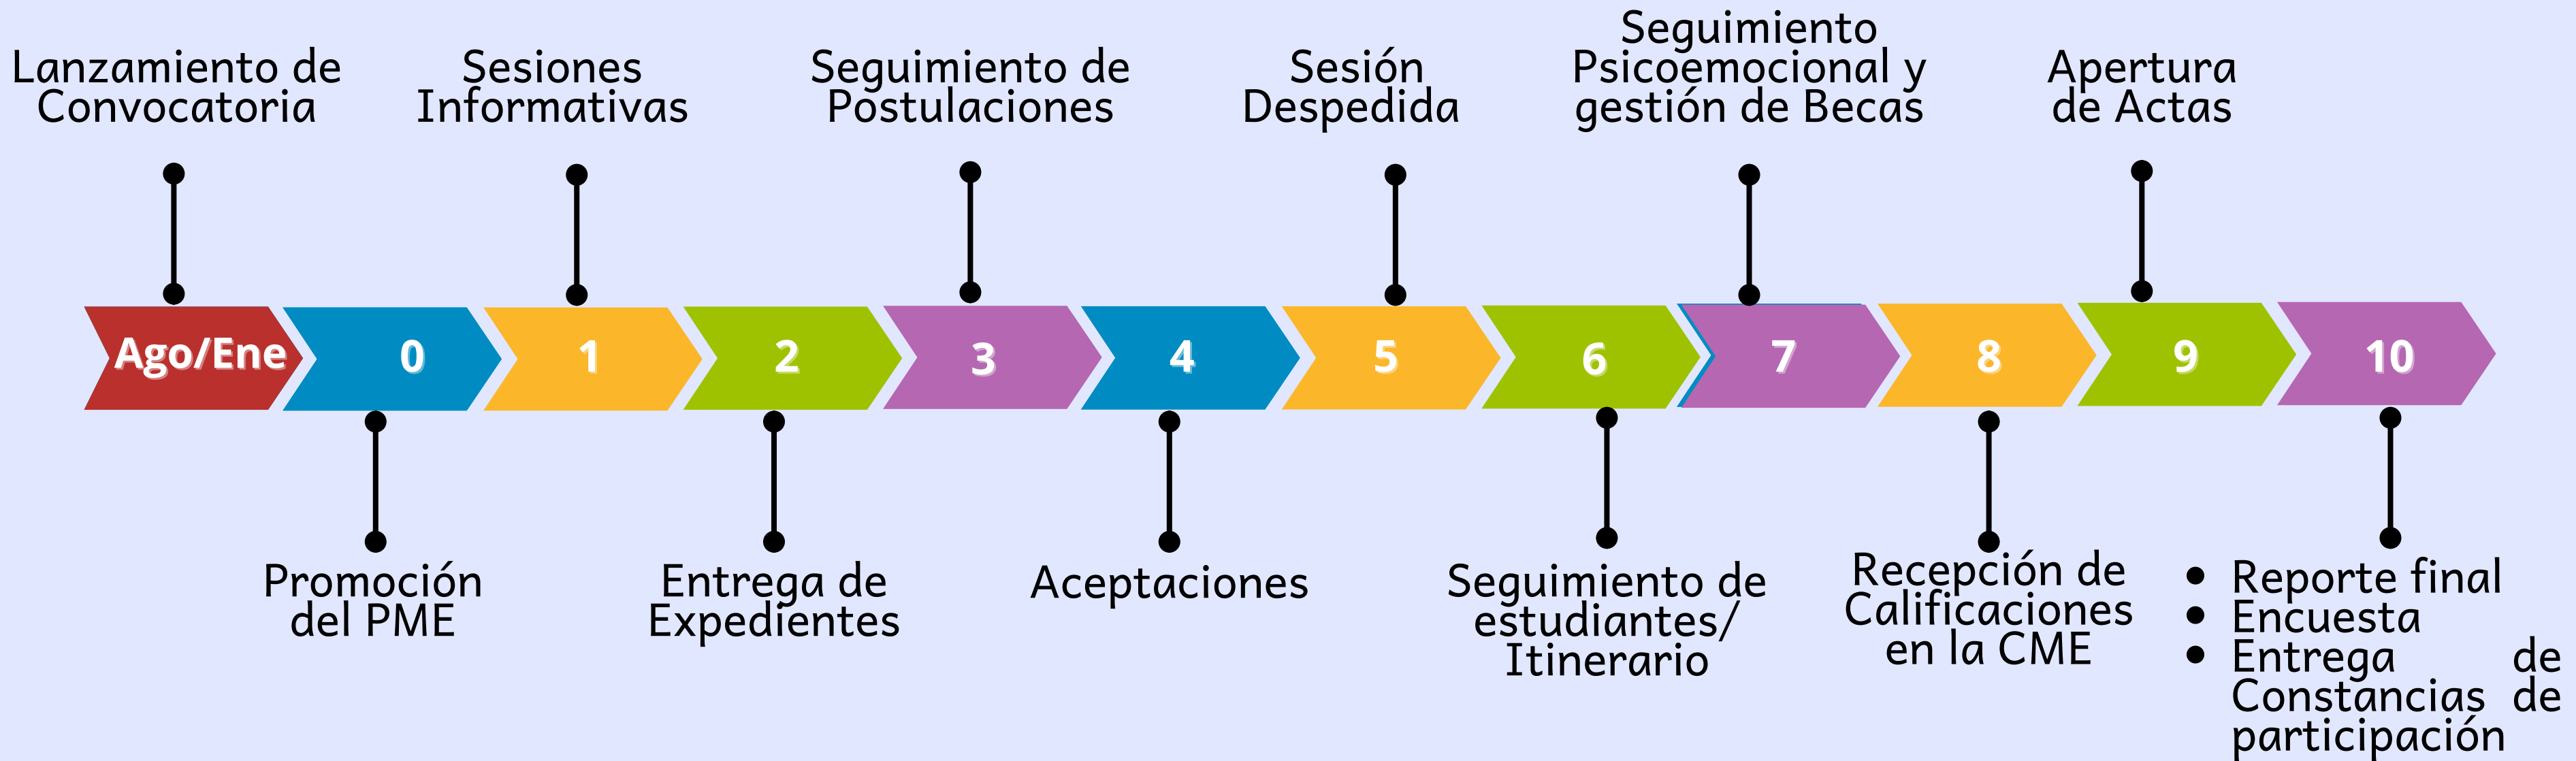 Lanzamiento de
Convocatoria
Sesiones
Informativas
Seguimiento de
Postulaciones
Sesión
Despedida
Seguimiento
Psicoemocional y
gestión de Becas
Apertura
de Actas
Ago/Ene
0
1
2
3
4
5
6
7
8
9
10
Promoción
del PME
Entrega de
Expedientes
Aceptaciones
Seguimiento de
estudiantes/
Itinerario
Recepción de
Calificaciones
en la CME
• Reporte final
• Encuesta
• Entrega de
Constancias de
participación